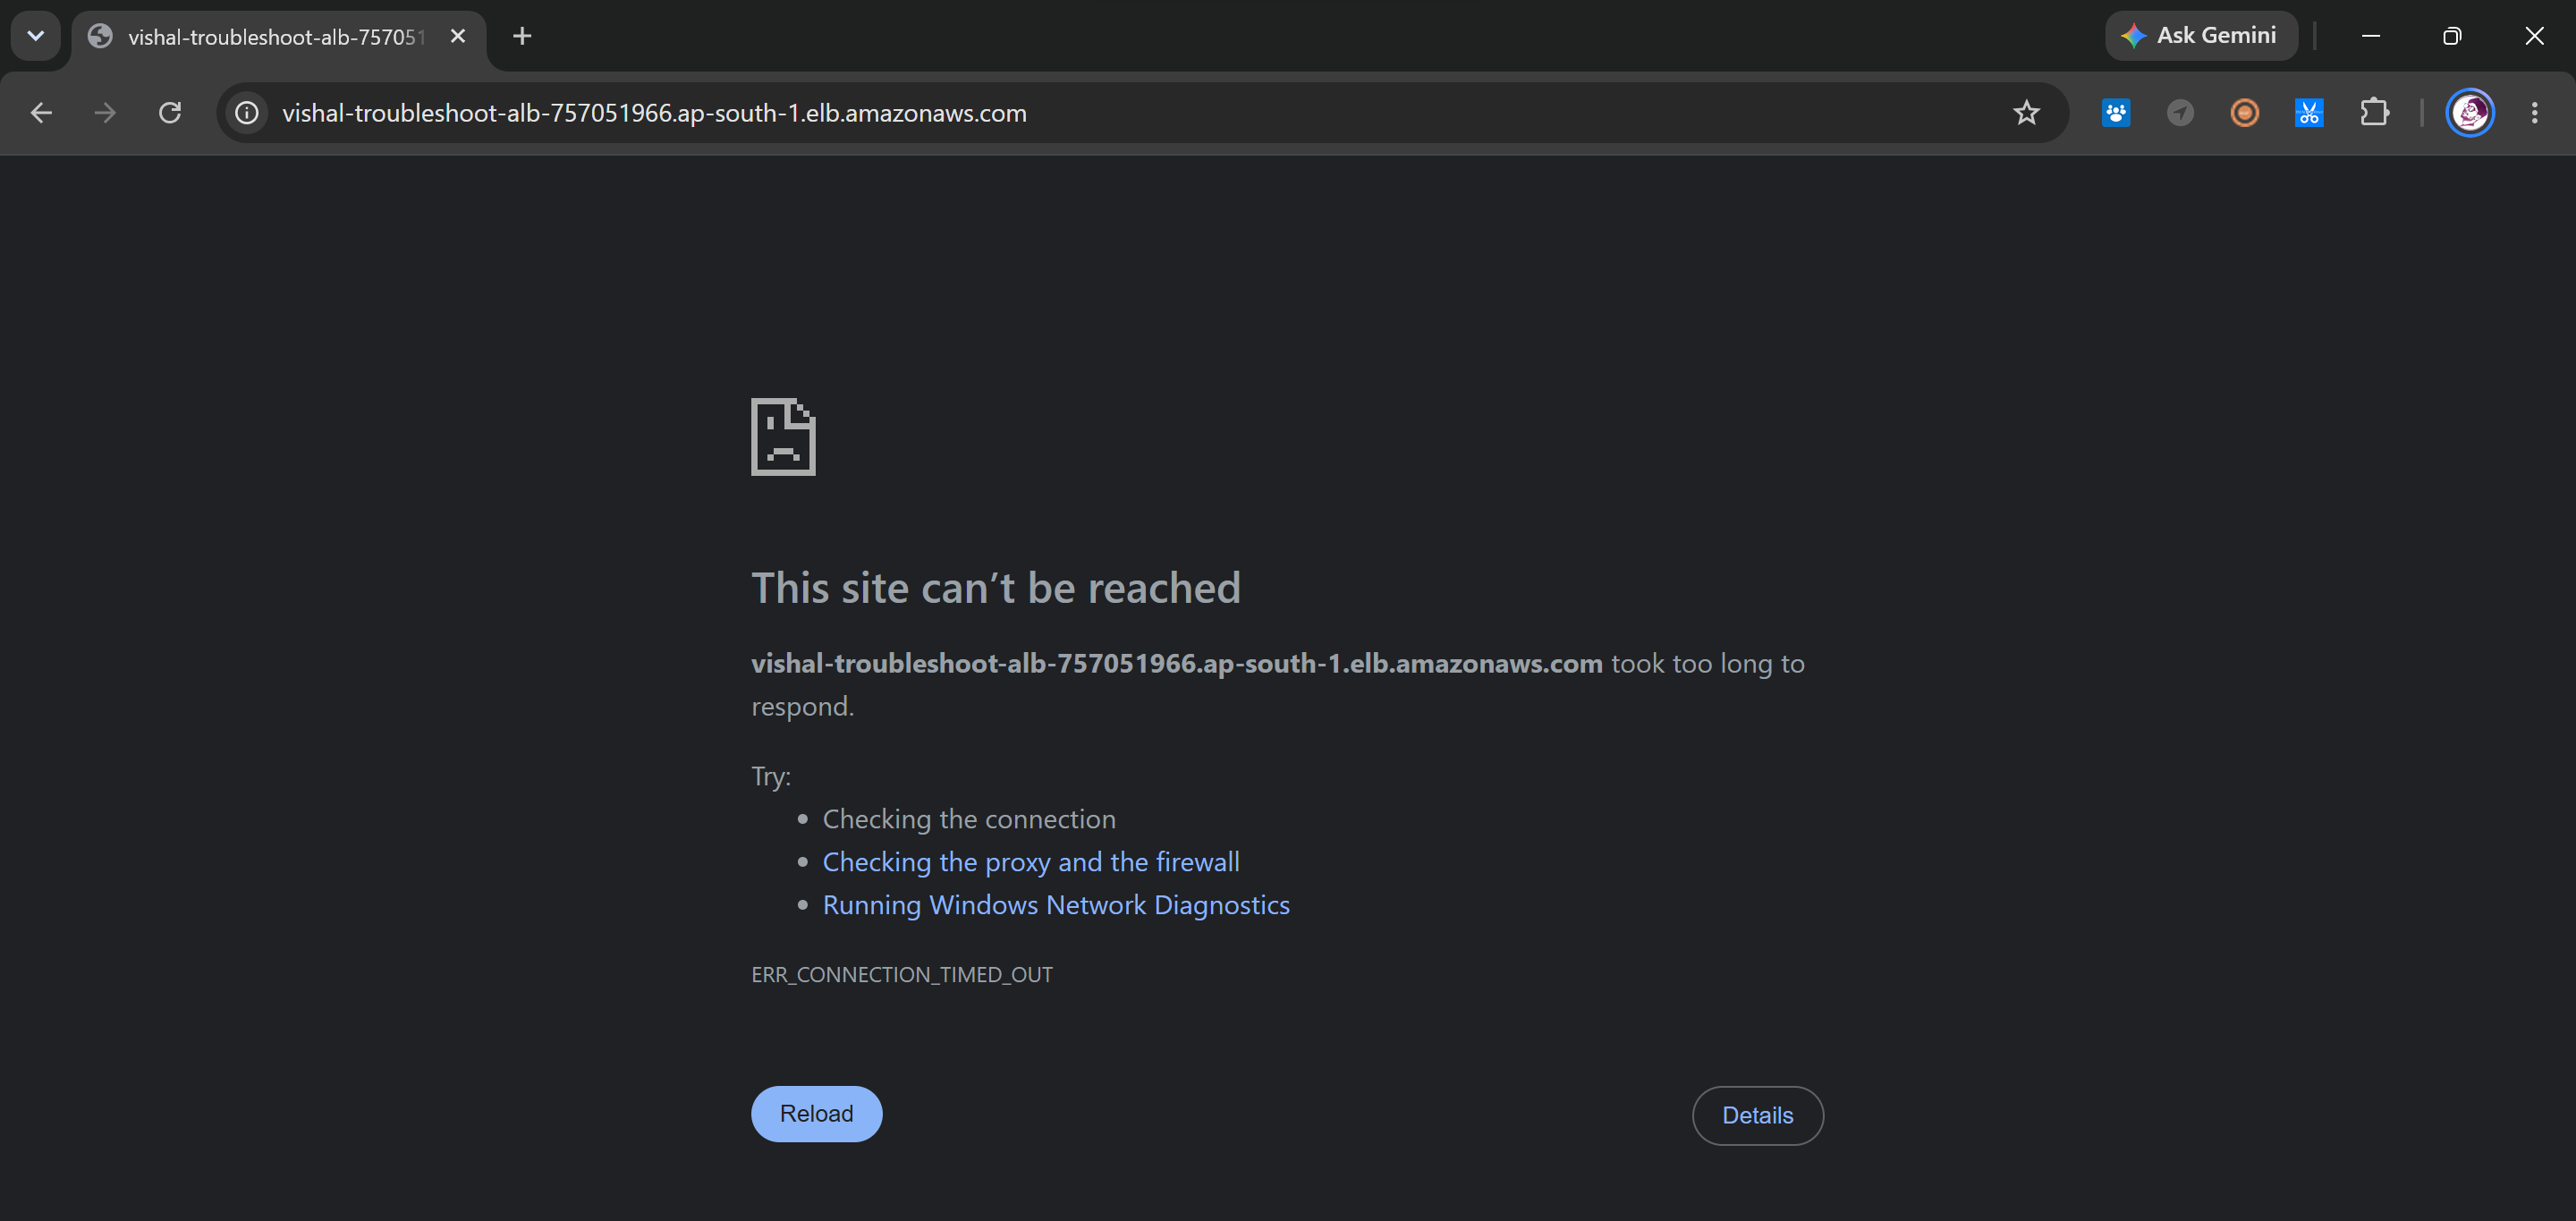 vishal-troubleshoot-alb-757051
Ask Gemini
vishal-troubleshoot-alb-757051966.ap-south-1.elb.amazonaws.com
This site can’t be reached
vishal-troubleshoot-alb-757051966.ap-south-1.elb.amazonaws.com took too long to
respond.
Try:
Checking the connection
Checking the proxy and the firewall
Running Windows Network Diagnostics
ERR_CONNECTION_TIMED_OUT
Reload
Details